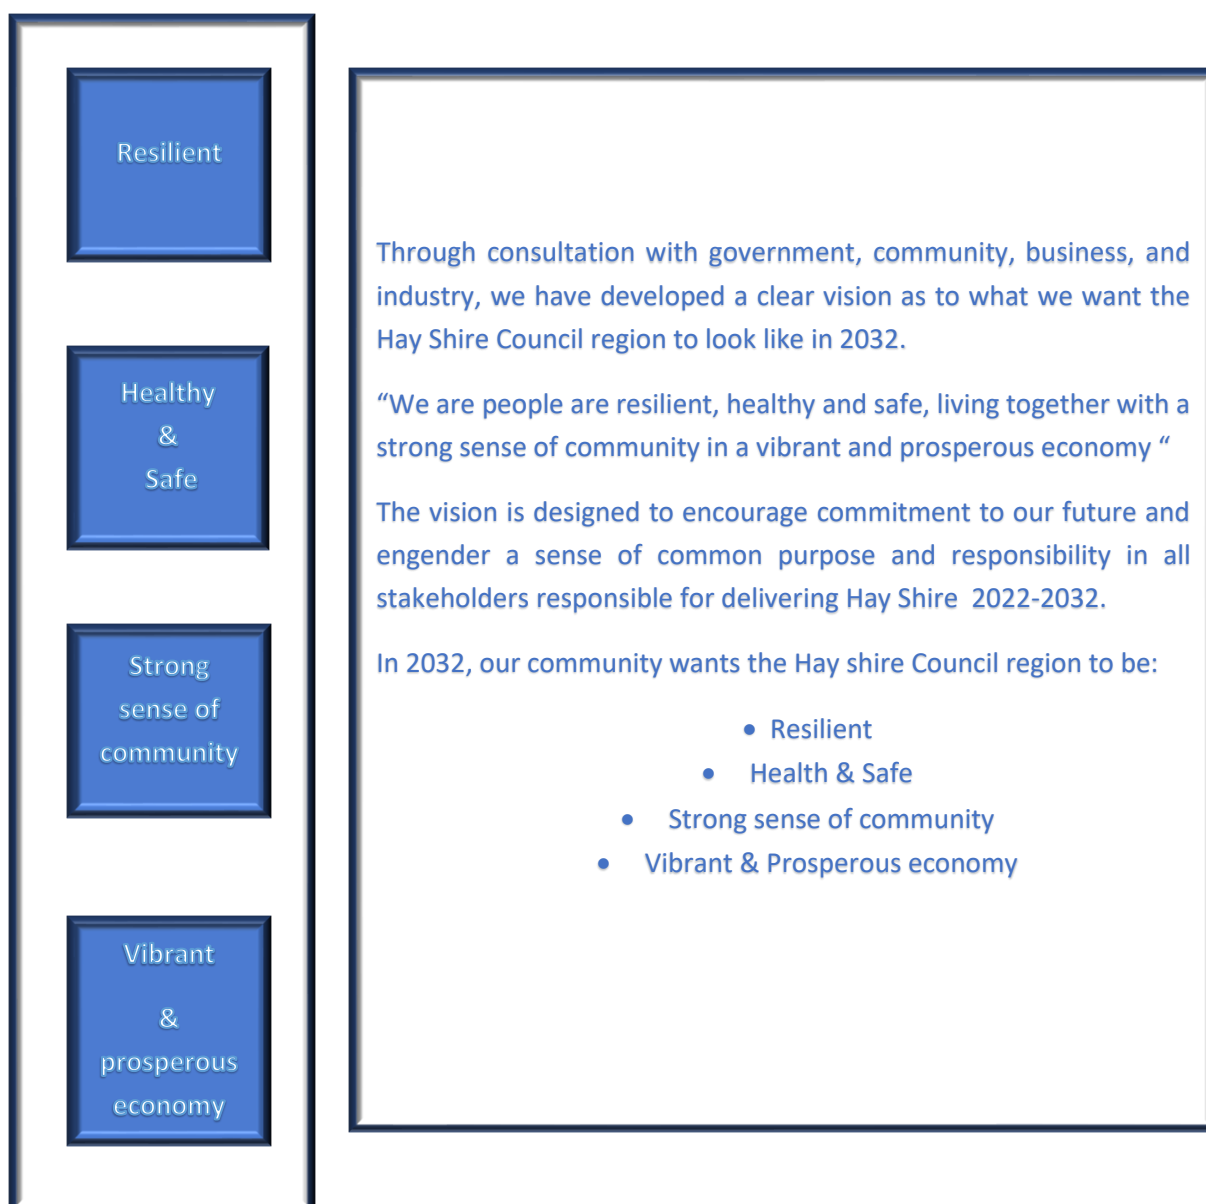 Resilient
Healthy
&
Safe
Strong
sense of
community
Vibrant
&
prosperous
economy
Through consultation with government, community, business, and
industry, we have developed a clear vision as to what we want the
Hay Shire Council region to look like in 2032.
“We are people are resilient, healthy and safe, living together with a
strong sense of community in a vibrant and prosperous economy “
The vision is designed to encourage commitment to our future and
engender a sense of common purpose and responsibility in all
stakeholders responsible for delivering Hay Shire  2022-2032.
In 2032, our community wants the Hay shire Council region to be:
• Resilient
• Health & Safe
• Strong sense of community
• Vibrant & Prosperous economy